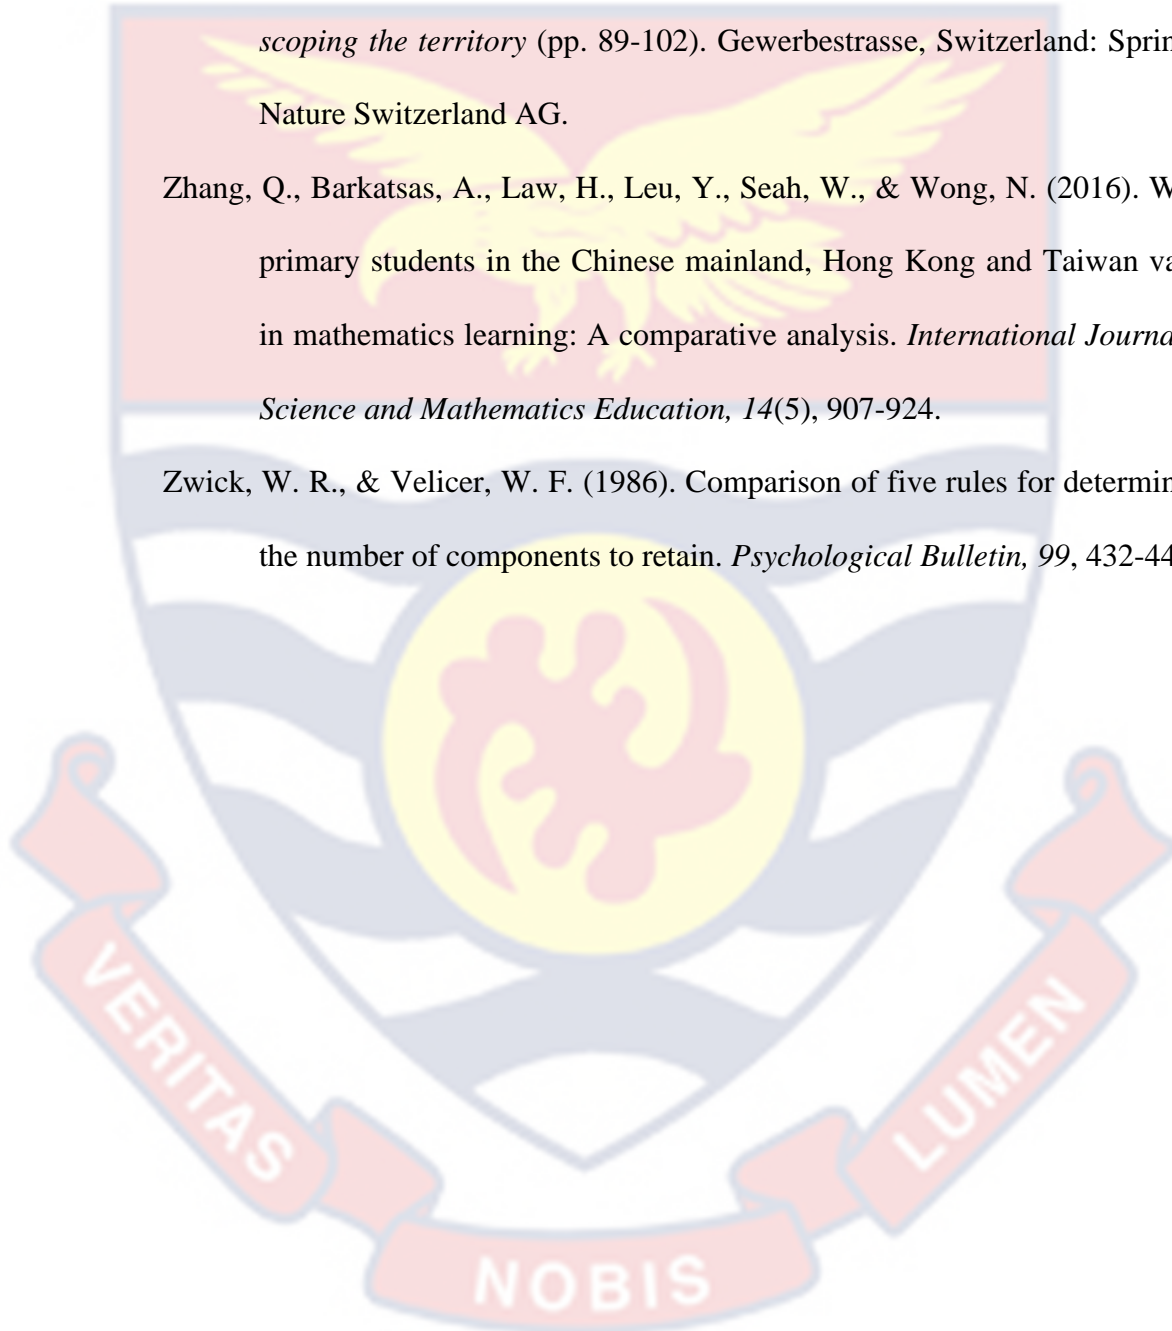 scoping the territory (pp. 89-102). Gewerbestrasse, Switzerland: Sprin
Nature Switzerland AG.
Zhang, Q., Barkatsas, A., Law, H., Leu, Y., Seah, W., & Wong, N. (2016). W
primary students in the Chinese mainland, Hong Kong and Taiwan va
in mathematics learning: A comparative analysis. International Journa
Science and Mathematics Education, 14(5), 907-924.
Zwick, W. R., & Velicer, W. F. (1986). Comparison of five rules for determin
the number of components to retain. Psychological Bulletin, 99, 432-44
VERITAS
NOBIS
LUMEN